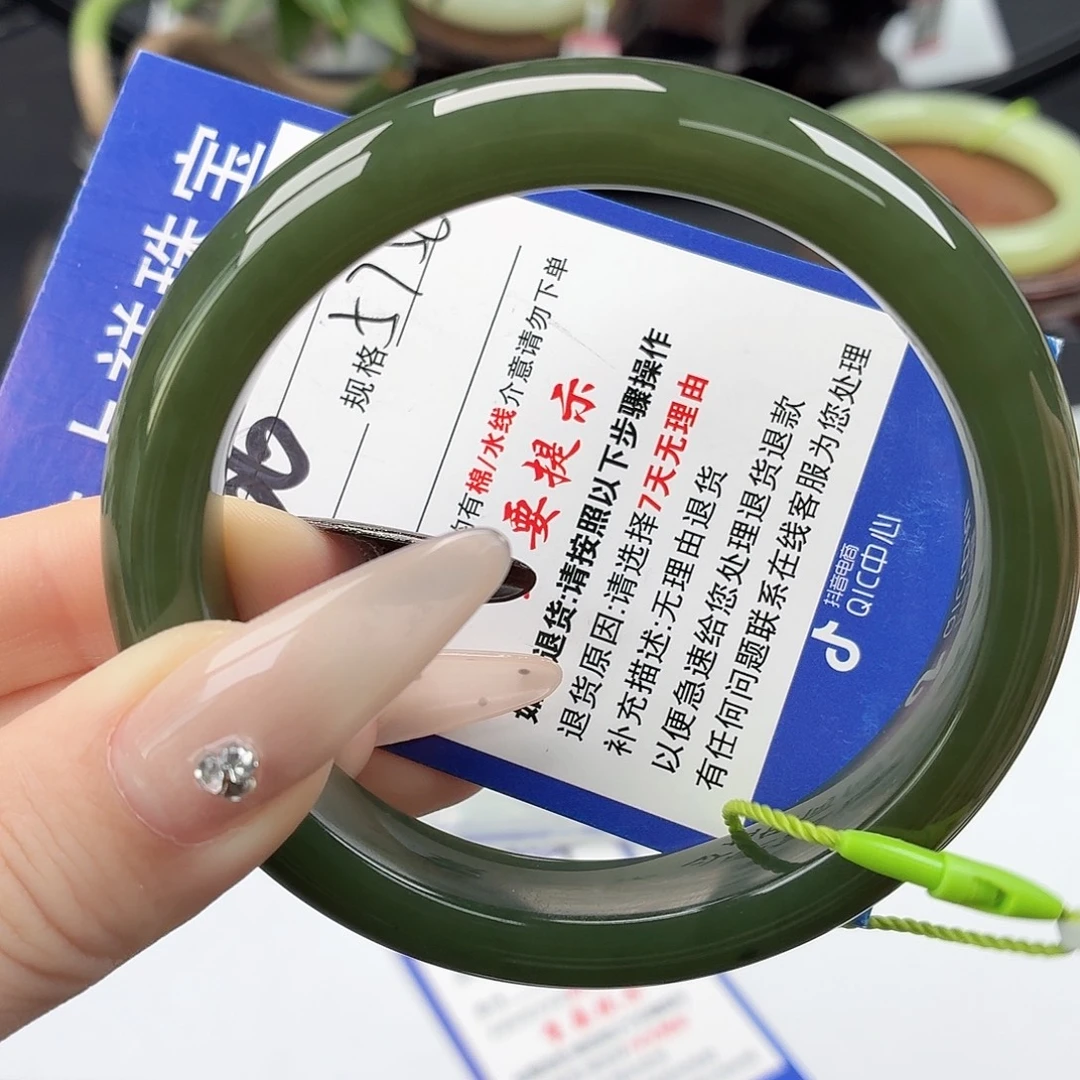 祥珠宝
规格 57.8
有棉/水线介意请勿下单
要提示
退货:请按照以下步骤操作
退货原因:请选择7天无理由
补充描述:无理由退货
以便急速给您处理退货退款
有任何问题联系在线客服为您处理
抖音电商
QIC中心